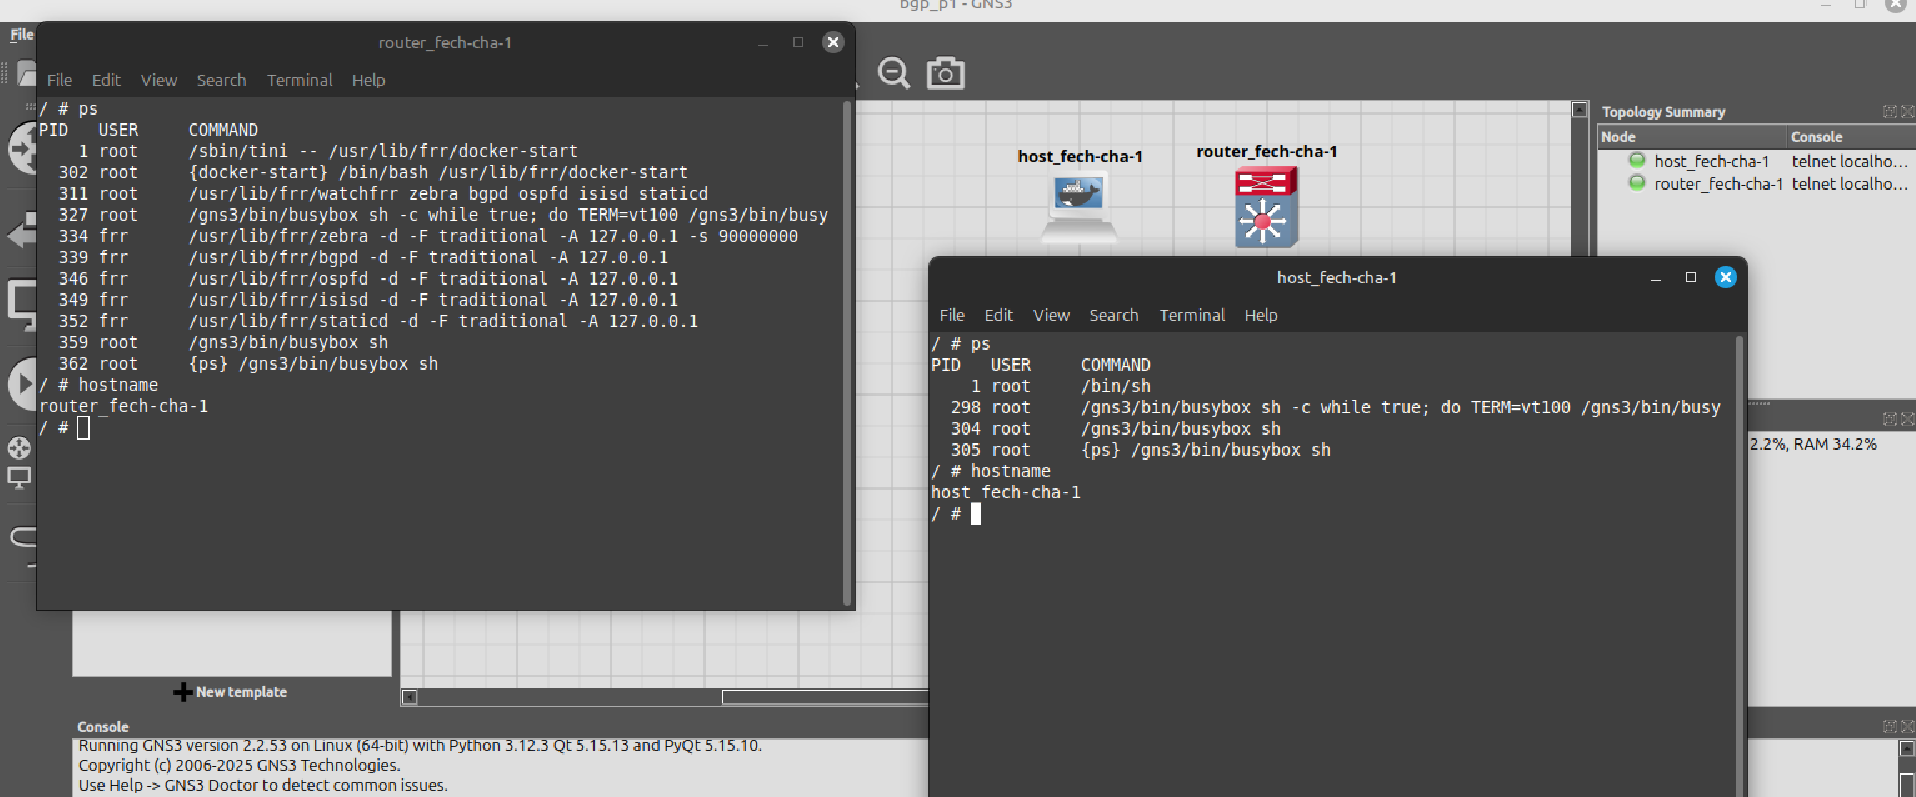 bgp_p1 - GNS3
File
router_fech-cha-1
File Edit View Search Terminal Help
/ # ps
PID   USER     COMMAND
    1 root     /sbin/tini -- /usr/lib/frr/docker-start
  302 root     {docker-start} /bin/bash /usr/lib/frr/docker-start
  311 root     /usr/lib/frr/watchfrr zebra bgpd ospfd isisd staticd
  327 root     /gns3/bin/busybox sh -c while true; do TERM=vt100 /gns3/bin/busy
  334 frr      /usr/lib/frr/zebra -d -F traditional -A 127.0.0.1 -s 90000000
  339 frr      /usr/lib/frr/bgpd -d -F traditional -A 127.0.0.1
  346 frr      /usr/lib/frr/ospfd -d -F traditional -A 127.0.0.1
  349 frr      /usr/lib/frr/isisd -d -F traditional -A 127.0.0.1
  352 frr      /usr/lib/frr/staticd -d -F traditional -A 127.0.0.1
  359 root     /gns3/bin/busybox sh
  362 root     {ps} /gns3/bin/busybox sh
/ # hostname
router_fech-cha-1
/ #
host_fech-cha-1
router_fech-cha-1
Topology Summary
Node Console
host_fech-cha-1 telnet localho...
router_fech-cha-1 telnet localho...
host_fech-cha-1
File Edit View Search Terminal Help
/ # ps
PID   USER     COMMAND
    1 root     /bin/sh
  298 root     /gns3/bin/busybox sh -c while true; do TERM=vt100 /gns3/bin/busy
  304 root     /gns3/bin/busybox sh
  305 root     {ps} /gns3/bin/busybox sh
/ # hostname
host_fech-cha-1
/ #
2.2%, RAM 34.2%
New template
Console
Running GNS3 version 2.2.53 on Linux (64-bit) with Python 3.12.3 Qt 5.15.13 and PyQt 5.15.10.
Copyright (c) 2006-2025 GNS3 Technologies.
Use Help -> GNS3 Doctor to detect common issues.